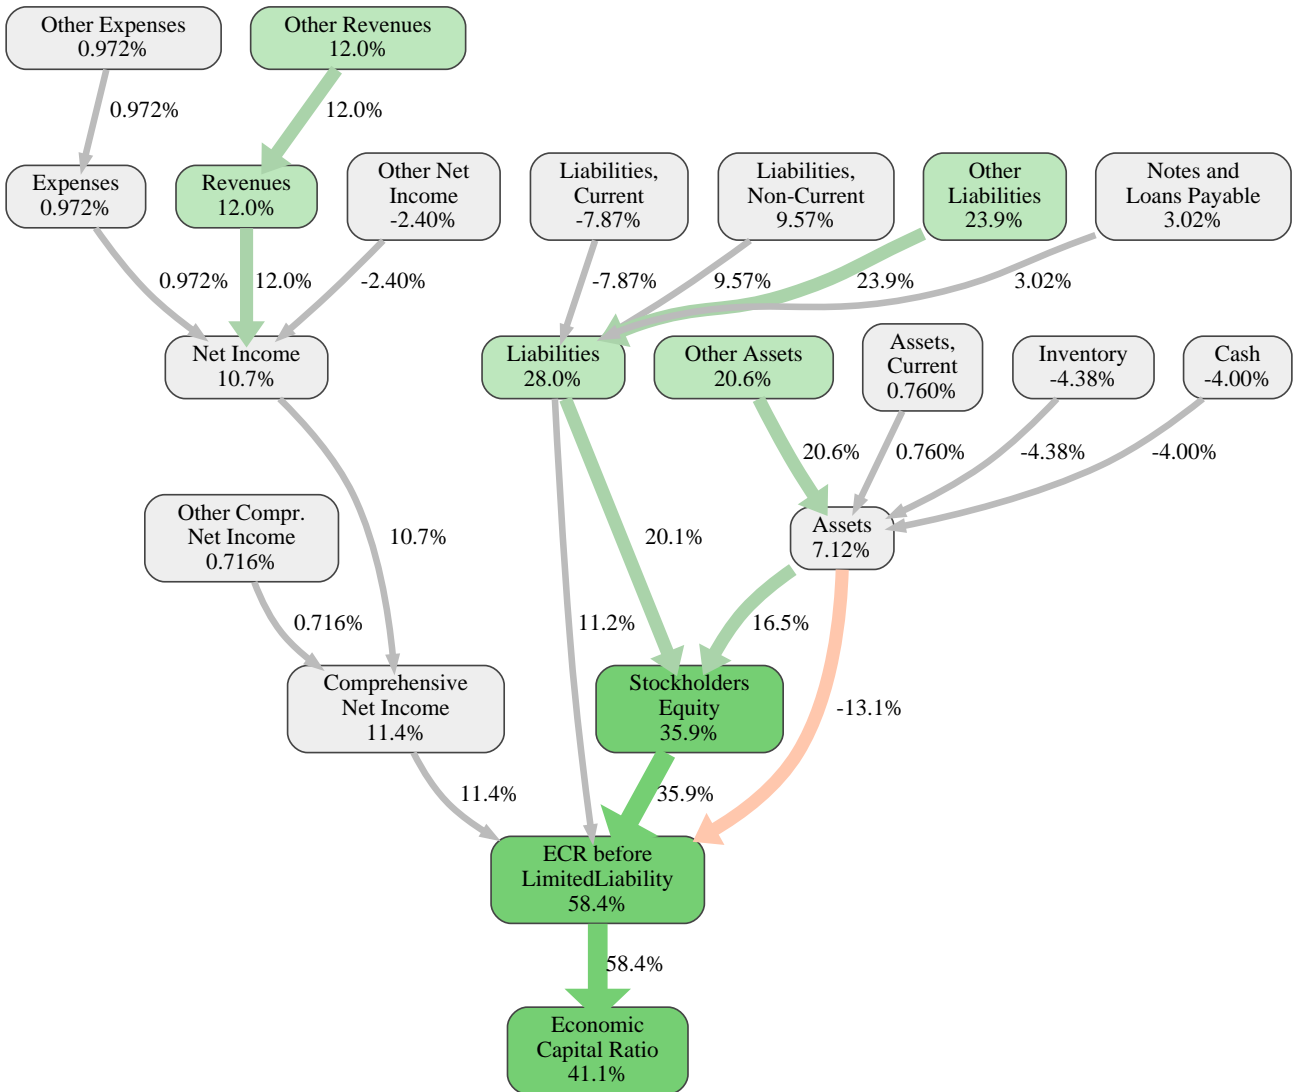 Other Expenses
0.972%
Other Revenues
12.0%
0.972%
12.0%
Expenses
0.972%
Revenues
12.0%
Other Net
Income
-2.40%
Liabilities,
Current
-7.87%
Liabilities,
Non-Current
9.57%
Other
Liabilities
23.9%
Notes and
Loans Payable
3.02%
0.972%
12.0%
-2.40%
-7.87%
9.57%
23.9%
3.02%
Net Income
10.7%
Liabilities
28.0%
Other Assets
20.6%
Assets,
Current
0.760%
Inventory
-4.38%
Cash
-4.00%
20.6%
0.760%
-4.38%
-4.00%
Other Compr.
Net Income
0.716%
10.7%
20.1%
Assets
7.12%
0.716%
11.2%
16.5%
Comprehensive
Net Income
11.4%
Stockholders
Equity
35.9%
-13.1%
11.4%
35.9%
ECR before
LimitedLiability
58.4%
58.4%
Economic
Capital Ratio
41.1%